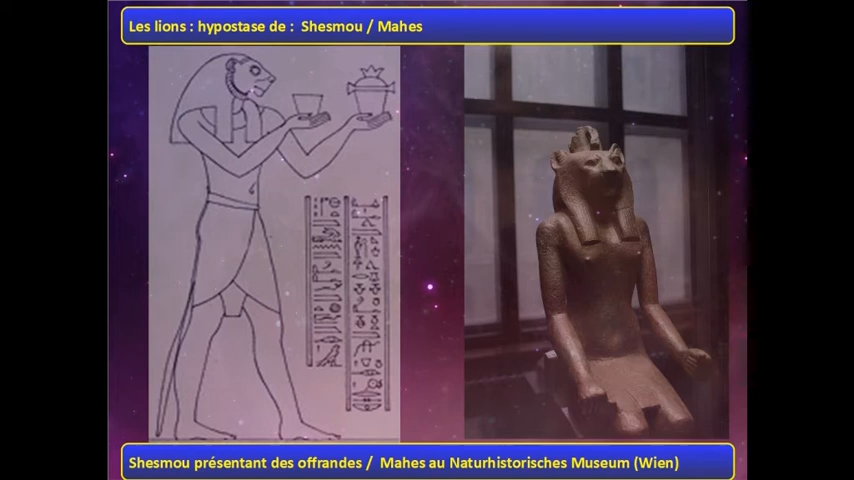 Les lions : hypostase de : Shesmou / Mahes
Shesmou présentant des offrandes / Mahes au Naturhistorisches Museum (Wien)